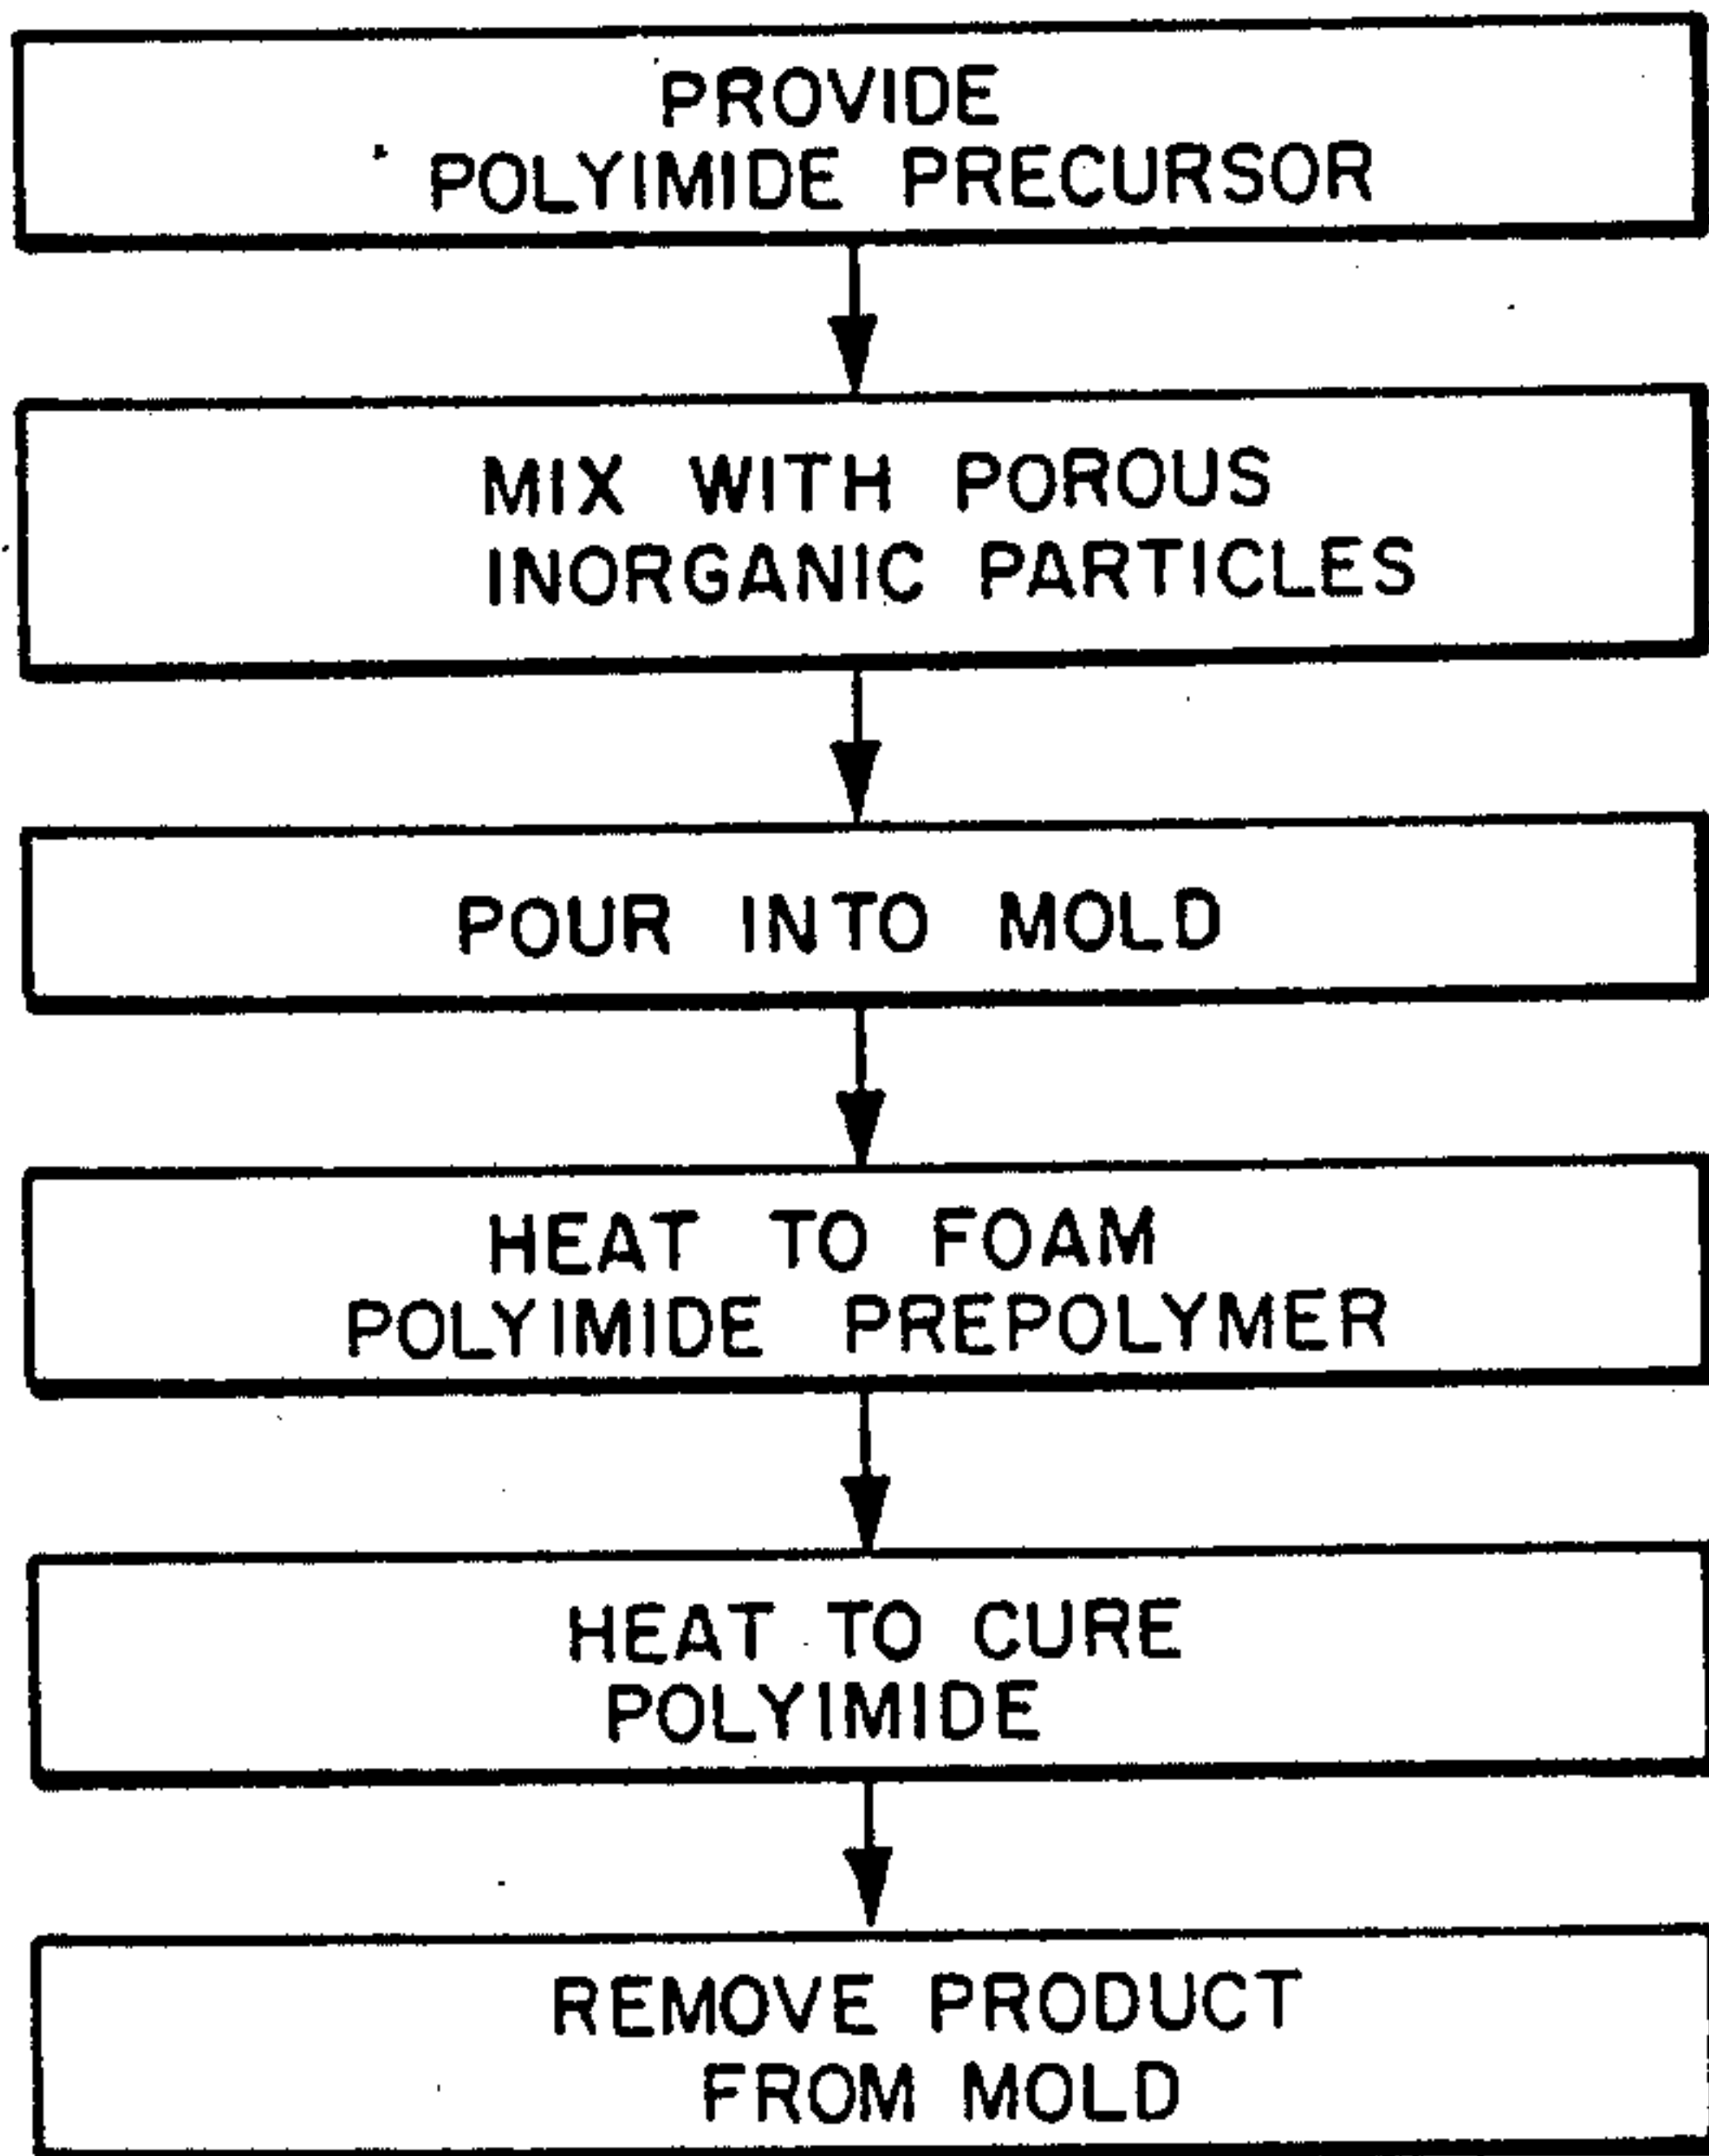 PROVIDE
POLYIMIDE PRECURSOR
MIX WITH POROUS
INORGANIC PARTICLES
POUR INTO MOLD
HEAT TO FOAM
POLYIMIDE PREPOLYMER
HEAT TO CURE
POLYIMIDE
REMOVE PRODUCT
FROM MOLD